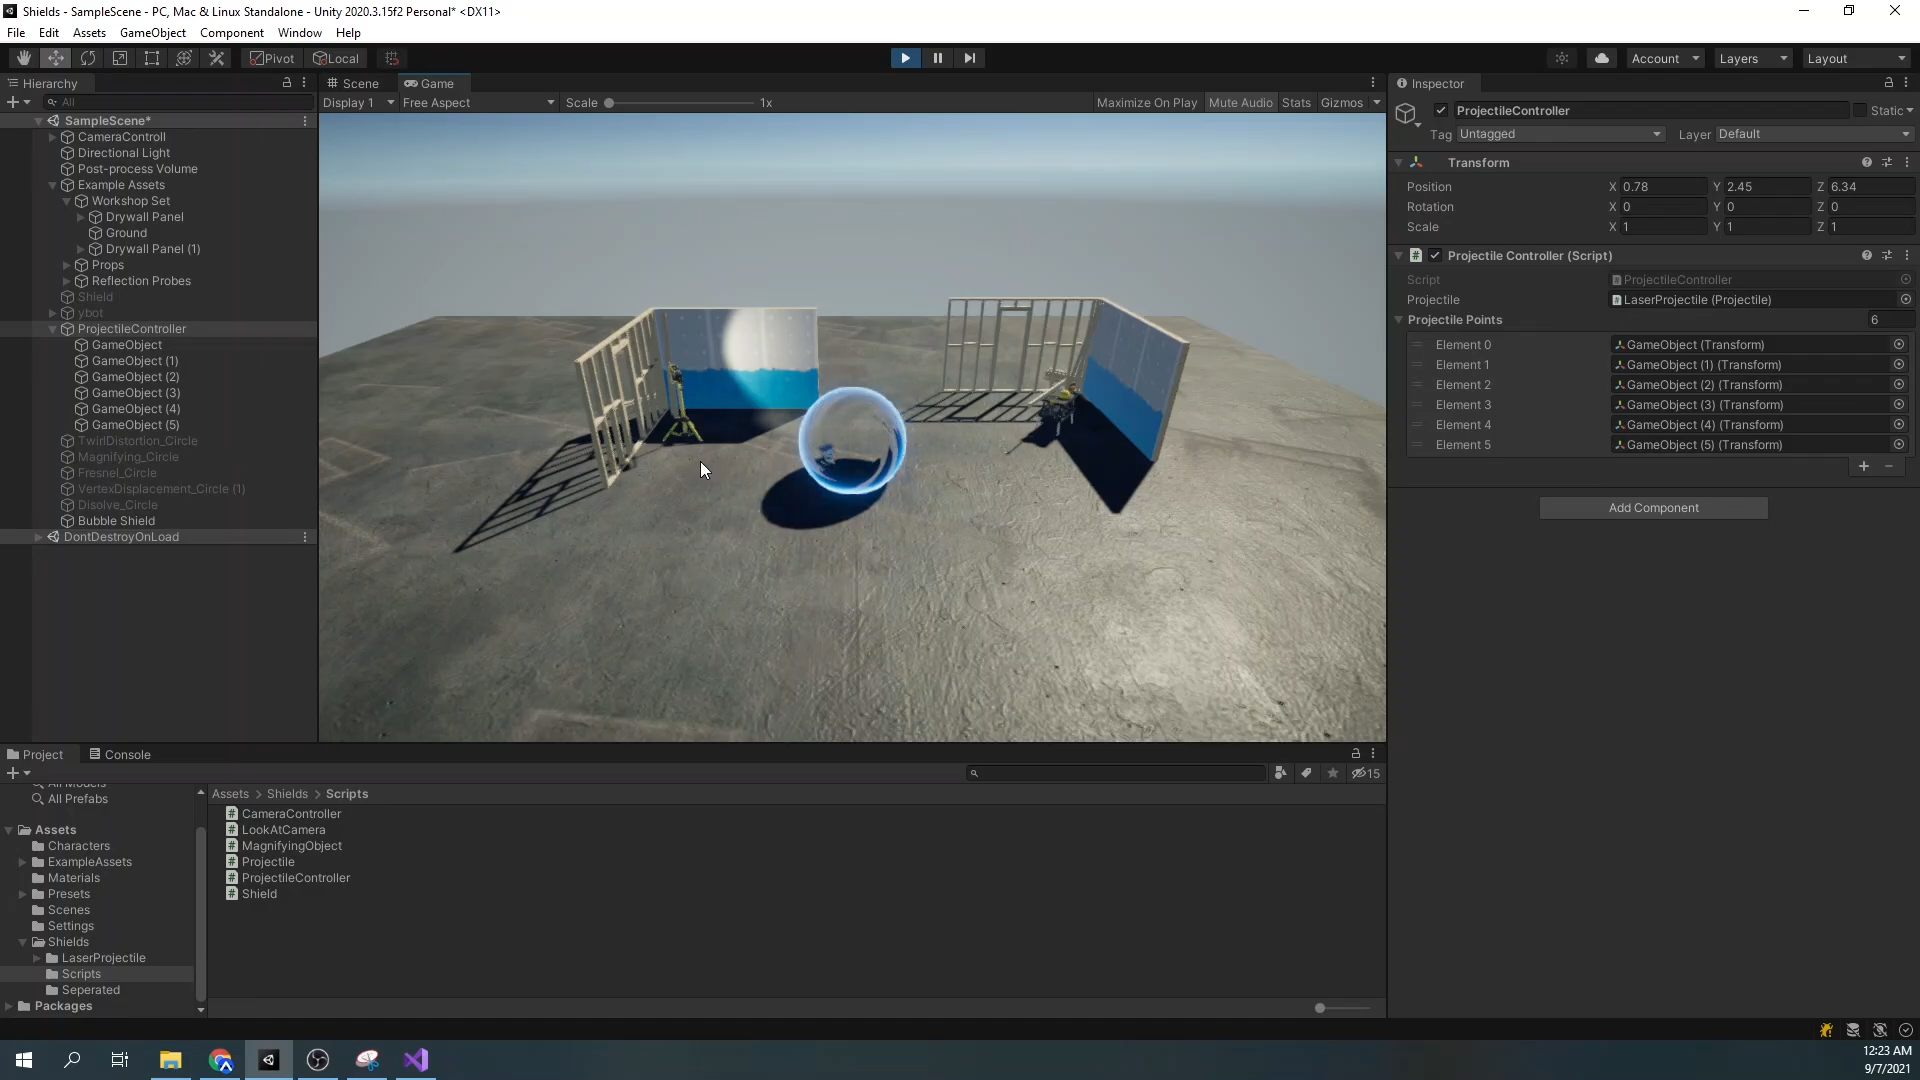 Shields - SampleScene - PC, Mac & Linux Standalone - Unity 2020.3.15f2 Personal* <DX11>
File Edit Assets GameObject Component Window Help
Pivot Local Account Layers Layout
Hierarchy
All
SampleScene*
CameraControll
Directional Light
Post-process Volume
Example Assets
Workshop Set
Drywall Panel
Ground
Drywall Panel (1)
Props
Reflection Probes
Shield
ybot
ProjectileController
GameObject
GameObject (1)
GameObject (2)
GameObject (3)
GameObject (4)
GameObject (5)
TwirlDistortion_Circle
Magnifying_Circle
Fresnel_Circle
VertexDisplacement_Circle (1)
Disolve_Circle
Bubble Shield
DontDestroyOnLoad
Scene Game
Display 1 Free Aspect Scale 1x Maximize On Play Mute Audio Stats Gizmos
Inspector
ProjectileController Static
Tag Untagged Layer Default
Transform
Position X 0.78 Y 2.45 Z 6.34
Rotation X 0 Y 0 Z 0
Scale X 1 Y 1 Z 1
Projectile Controller (Script)
Script ProjectileController
Projectile LaserProjectile (Projectile)
Projectile Points 6
Element 0 GameObject (Transform)
Element 1 GameObject (1) (Transform)
Element 2 GameObject (2) (Transform)
Element 3 GameObject (3) (Transform)
Element 4 GameObject (4) (Transform)
Element 5 GameObject (5) (Transform)
Add Component
Project Console
15
All Models
All Prefabs
Assets
Characters
ExampleAssets
Materials
Presets
Scenes
Settings
Shields
LaserProjectile
Scripts
Seperated
Packages
Assets > Shields > Scripts
CameraController
LookAtCamera
MagnifyingObject
Projectile
ProjectileController
Shield
12:23 AM
9/7/2021